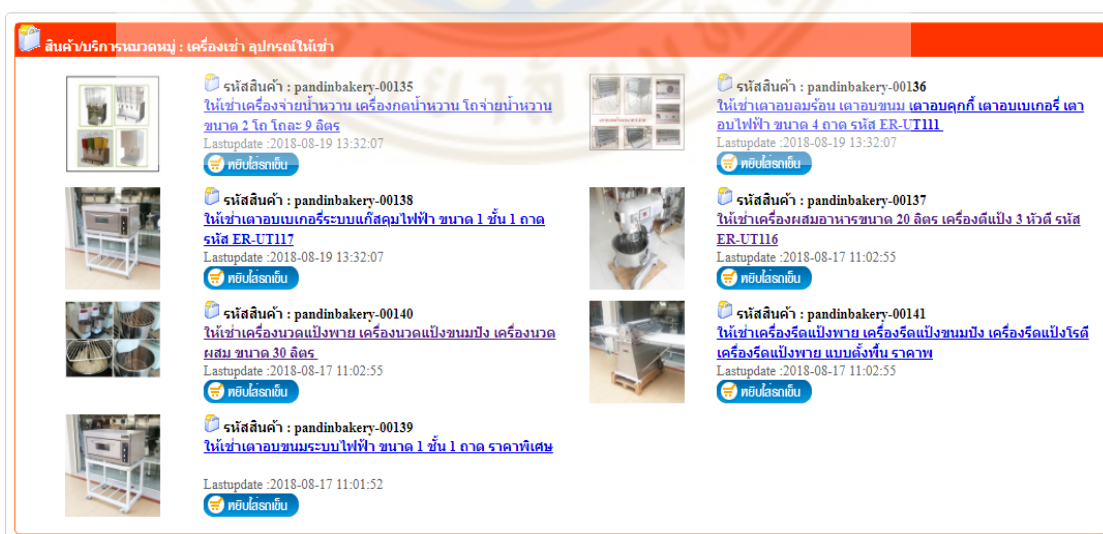 สินค้า/บริการหมวดหมู่ : เครื่องเช่า อุปกรณ์ให้เช่า
รหัสสินค้า : pandinbakery-00135
ให้เช่าเครื่องจ่ายน้ำหวาน เครื่องกดน้ำหวาน โถจ่ายน้ำหวาน
ขนาด 2 โถ โถละ 9 ลิตร
Lastupdate :2018-08-19 13:32:07
หยิบใส่รถเข็น
รหัสสินค้า : pandinbakery-00136
ให้เช่าเตาอบลมร้อน เตาอบขนม เตาอบคุกกี้ เตาอบเบเกอรี่ เตา
อบไฟฟ้า ขนาด 4 ถาด รหัส ER-UT111
Lastupdate :2018-08-19 13:32:07
หยิบใส่รถเข็น
รหัสสินค้า : pandinbakery-00138
ให้เช่าเตาอบเบเกอรี่ระบบแก๊สคุมไฟฟ้า ขนาด 1 ชั้น 1 ถาด
รหัส ER-UT117
Lastupdate :2018-08-19 13:32:07
หยิบใส่รถเข็น
รหัสสินค้า : pandinbakery-00137
ให้เช่าเครื่องผสมอาหารขนาด 20 ลิตร เครื่องตีแป้ง 3 หัวตี รหัส
ER-UT116
Lastupdate :2018-08-17 11:02:55
หยิบใส่รถเข็น
รหัสสินค้า : pandinbakery-00140
ให้เช่าเครื่องนวดแป้งพาย เครื่องนวดแป้งขนมปัง เครื่องนวด
ผสม ขนาด 30 ลิตร
Lastupdate :2018-08-17 11:02:55
หยิบใส่รถเข็น
รหัสสินค้า : pandinbakery-00141
ให้เช่าเครื่องรีดแป้งพาย เครื่องรีดแป้งขนมปัง เครื่องรีดแป้งโรตี
เครื่องรีดแป้งพาย แบบตั้งพื้น ราคาพ
Lastupdate :2018-08-17 11:02:55
หยิบใส่รถเข็น
รหัสสินค้า : pandinbakery-00139
ให้เช่าเตาอบขนมระบบไฟฟ้า ขนาด 1 ชั้น 1 ถาด ราคาพิเศษ
Lastupdate :2018-08-17 11:01:52
หยิบใส่รถเข็น